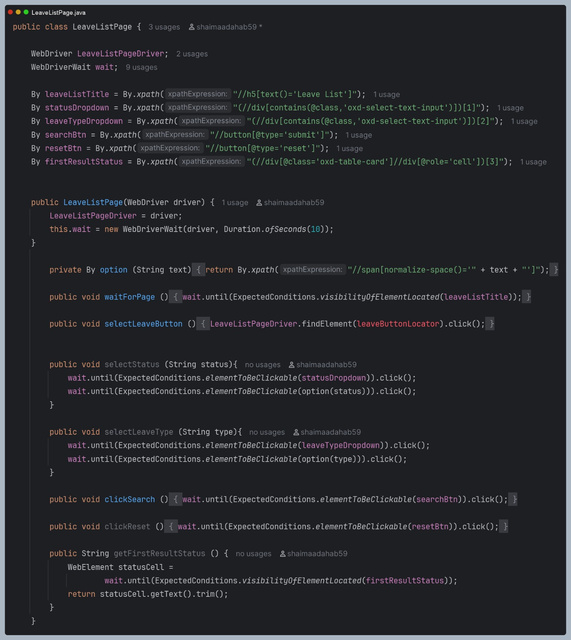 LeaveListPage.java
public class LeaveListPage { 3 usages shaimaadahab59 *
WebDriver LeaveListPageDriver; 2 usages
WebDriverWait wait; 9 usages
By leaveListTitle = By.xpath( xpathExpression: "//h5[text()='Leave List']"); 1 usage
By statusDropdown = By.xpath( xpathExpression: "(//div[contains(@class,'oxd-select-text-input')])[1]"); 1 usage
By leaveTypeDropdown = By.xpath( xpathExpression: "(//div[contains(@class,'oxd-select-text-input')])[2]"); 1 usage
By searchBtn = By.xpath( xpathExpression: "//button[@type='submit']"); 1 usage
By resetBtn = By.xpath( xpathExpression: "//button[@type='reset']"); 1 usage
By firstResultStatus = By.xpath( xpathExpression: "(//div[@class='oxd-table-card']//div[@role='cell'])[3]"); 1 usage
public LeaveListPage(WebDriver driver) { 1 usage shaimaadahab59
LeaveListPageDriver = driver;
this.wait = new WebDriverWait(driver, Duration.ofSeconds(10));
}
private By option (String text) { return By.xpath( xpathExpression: "//span[normalize-space()='" + text + "']"); }
public void waitForPage () { wait.until(ExpectedConditions.visibilityOfElementLocated(leaveListTitle)); }
public void selectLeaveButton () { LeaveListPageDriver.findElement(leaveButtonLocator).click(); }
public void selectStatus (String status){ no usages shaimaadahab59
wait.until(ExpectedConditions.elementToBeClickable(statusDropdown)).click();
wait.until(ExpectedConditions.elementToBeClickable(option(status))).click();
}
public void selectLeaveType (String type){ no usages shaimaadahab59
wait.until(ExpectedConditions.elementToBeClickable(leaveTypeDropdown)).click();
wait.until(ExpectedConditions.elementToBeClickable(option(type))).click();
}
public void clickSearch () { wait.until(ExpectedConditions.elementToBeClickable(searchBtn)).click(); }
public void clickReset () { wait.until(ExpectedConditions.elementToBeClickable(resetBtn)).click(); }
public String getFirstResultStatus () { no usages shaimaadahab59
WebElement statusCell =
wait.until(ExpectedConditions.visibilityOfElementLocated(firstResultStatus));
return statusCell.getText().trim();
}
}